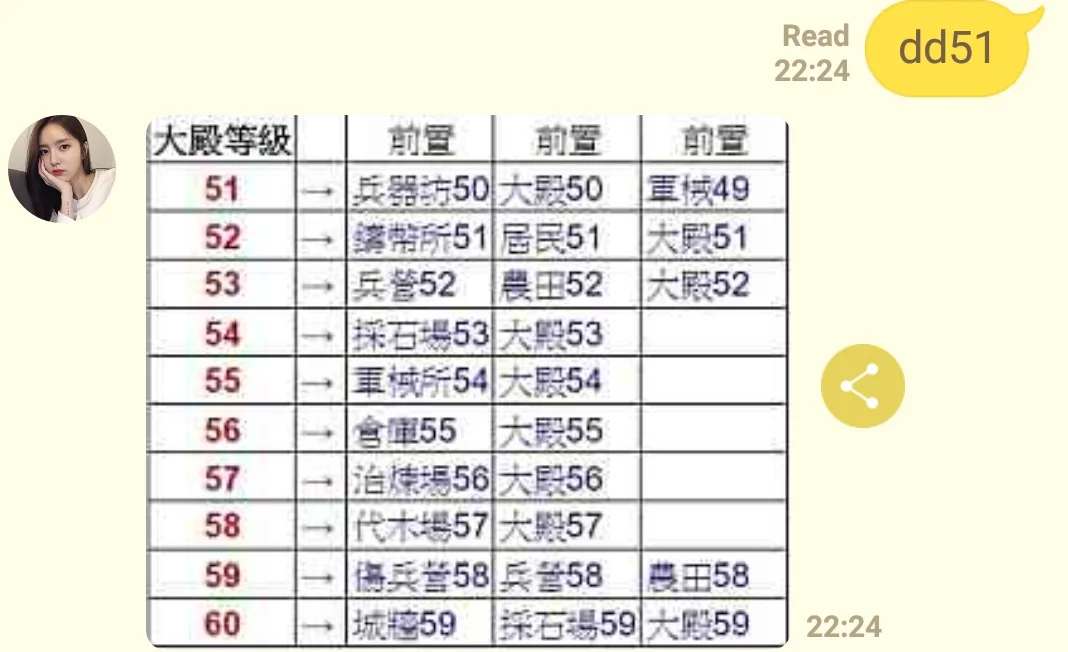 dd51
Read
22:24
大殿等級 前置 前置 前置
51 → 兵器坊50 大殿50 軍械49
52 → 鑄幣所51 居民51 大殿51
53 → 兵營52 農田52 大殿52
54 → 採石場53 大殿53
55 → 軍械所54 大殿54
56 → 倉庫55 大殿55
57 → 治煉場56 大殿56
58 → 代木場57 大殿57
59 → 傷兵營58 兵營58 農田58
60 → 城牆59 採石場59 大殿59
22:24